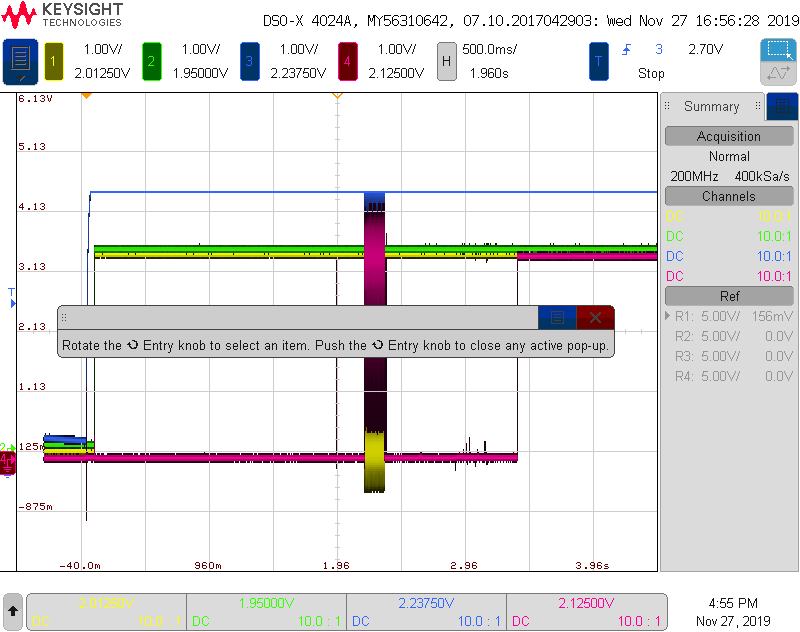 KEYSIGHT
TECHNOLOGIES
DSO-X 4024A, MY56310642, 07.10.2017042903: Wed Nov 27 16:56:28 2019
1 1.00V/ 2.01250V
2 1.00V/ 1.95000V
3 1.00V/ 2.23750V
4 1.00V/ 2.12500V
H 500.0ms/ 1.960s
T 3 2.70V
Stop
6.13V
5.13
4.13
3.13
2.13
1.13
125m
-875m
T
2
4
-40.0m 960m 1.96 2.96 3.96s
Rotate the Entry knob to select an item. Push the Entry knob to close any active pop-up.
Summary
Acquisition
Normal
200MHz 400kSa/s
Channels
DC 10.0:1
DC 10.0:1
DC 10.0:1
DC 10.0:1
Ref
R1: 5.00V/ 156mV
R2: 5.00V/ 0.0V
R3: 5.00V/ 0.0V
R4: 5.00V/ 0.0V
2.01250V
DC
1.95000V
DC 10.0 : 1
2.23750V
DC 10.0 : 1
2.12500V
DC 10.0 : 1
4:55 PM
Nov 27, 2019